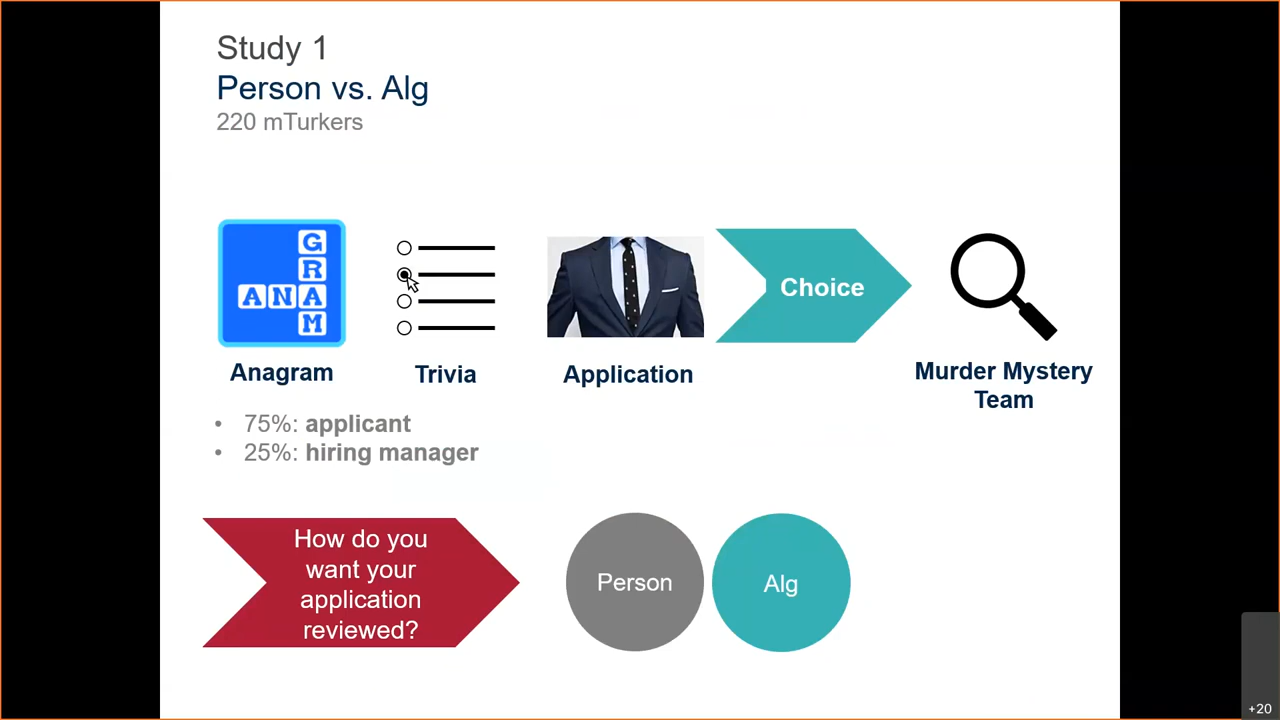 Study 1
Person vs. Alg
220 mTurkers
G
R
ANA
M
Choice
Anagram
Trivia
Application
Murder Mystery
Team
• 75%: applicant
• 25%: hiring manager
How do you
want your
application
reviewed?
Person
Alg
+20